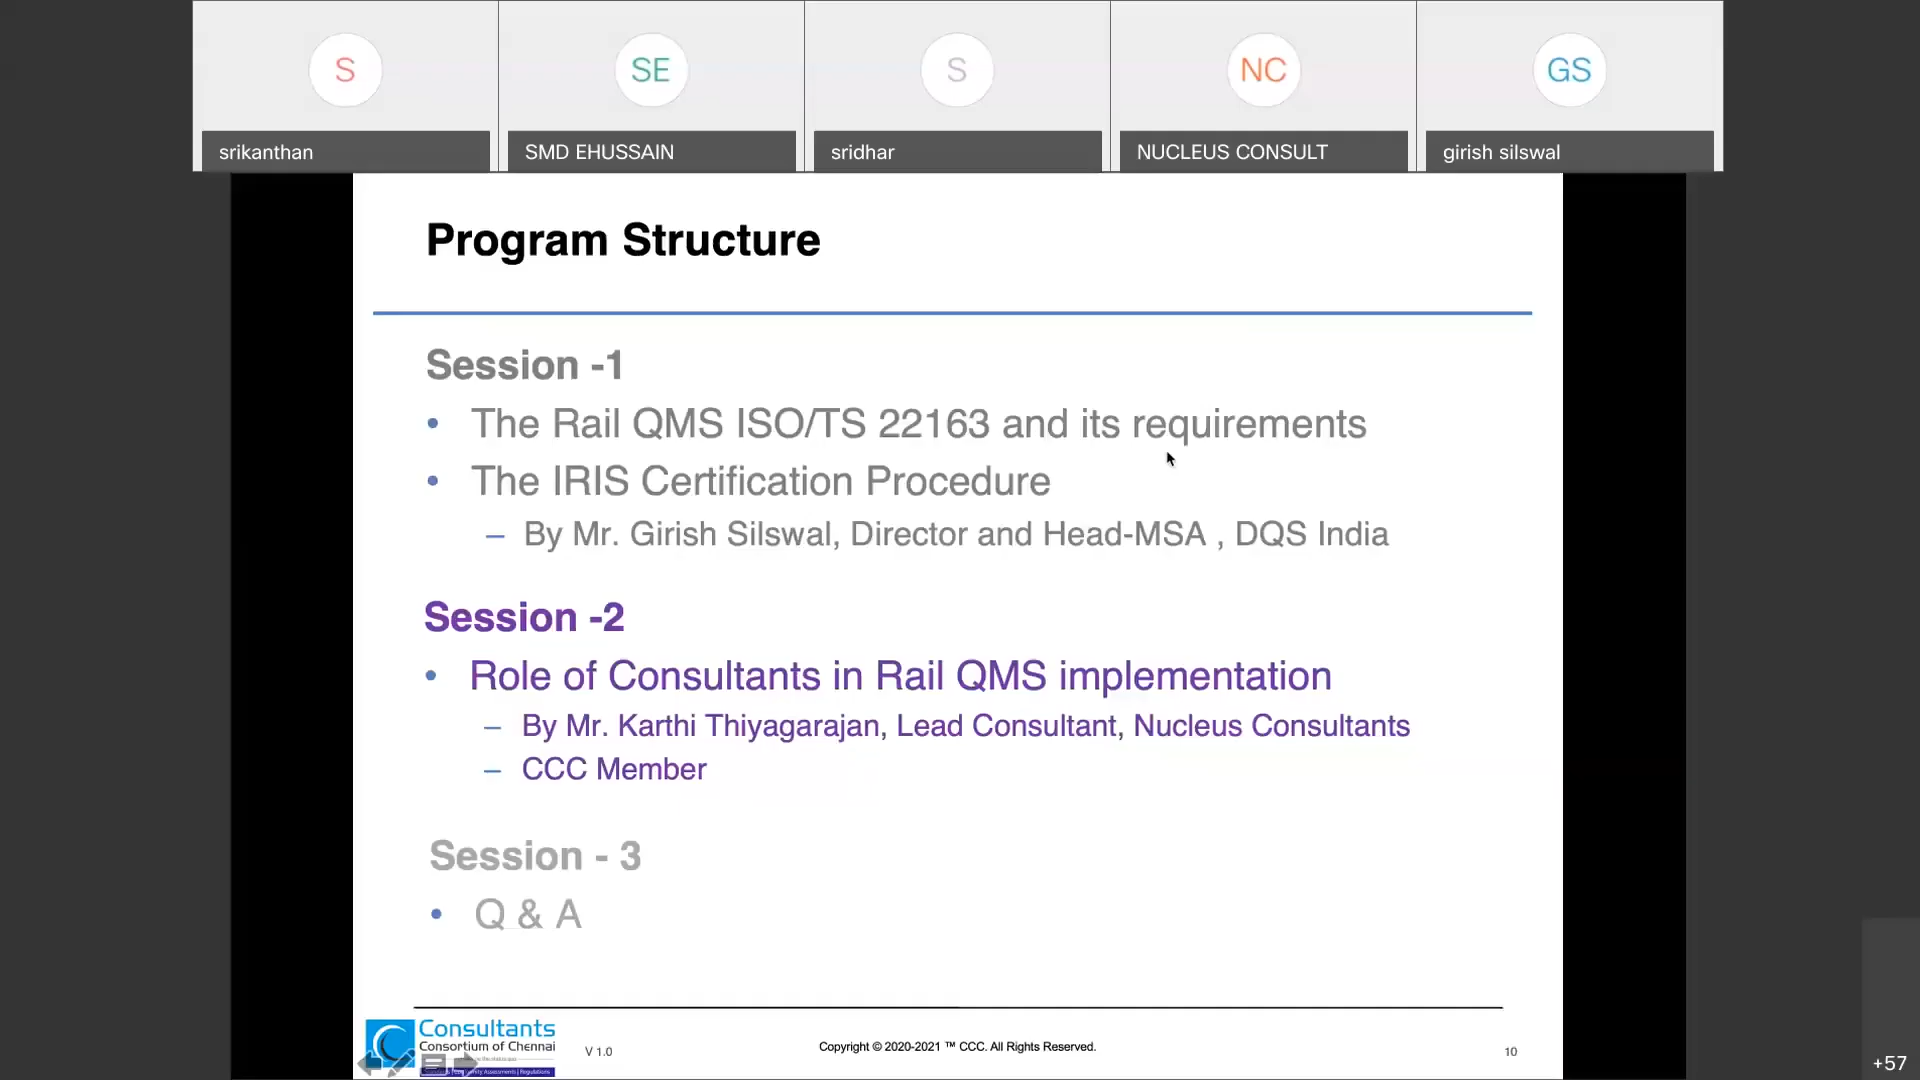 S
SE
S
NC
GS
srikanthan
SMD EHUSSAIN
sridhar
NUCLEUS CONSULT
girish silswal
Program Structure
Session -1
• The Rail QMS ISO/TS 22163 and its requirements
• The IRIS Certification Procedure
– By Mr. Girish Silswal, Director and Head-MSA , DQS India
Session -2
• Role of Consultants in Rail QMS implementation
– By Mr. Karthi Thiyagarajan, Lead Consultant, Nucleus Consultants
– CCC Member
Session - 3
• Q & A
Consultants
Consortium of Chennai
V 1.0
Copyright © 2020-2021 ™ CCC. All Rights Reserved.
10
+57